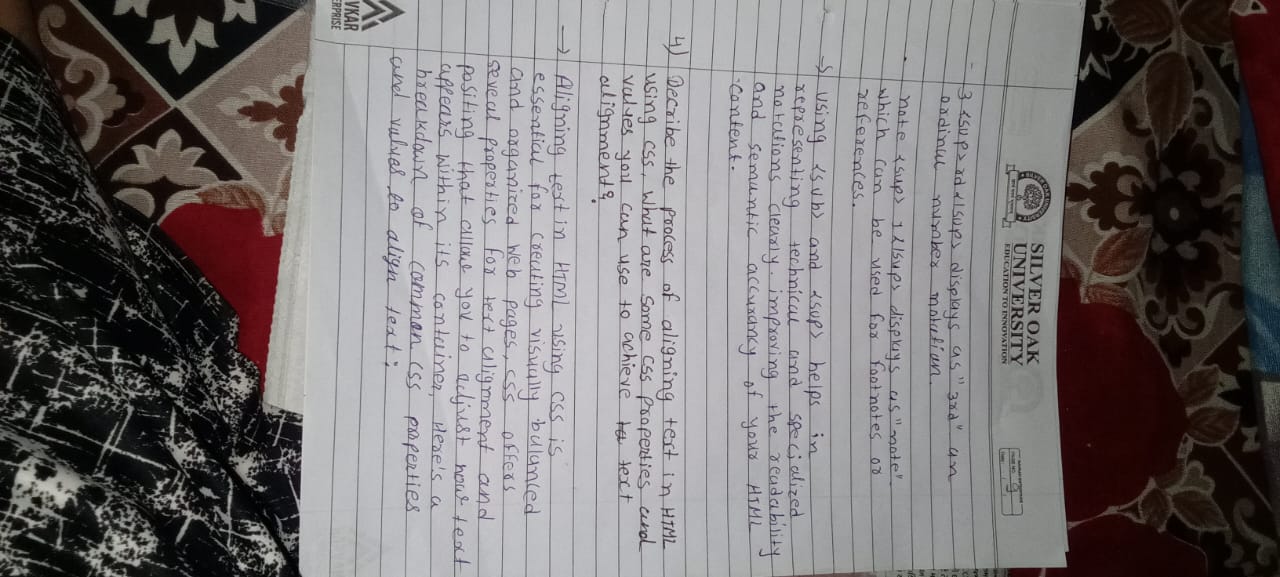 SILVER OAK
UNIVERSITY
EDUCATION TO INNOVATION
PAGE NO. 9
- 3 <sup>rd</sup> displays as "3rd" an
ordinal number notation.
. note <sup> 1</sup> display as "note"
which can be used for footnotes or
references.
→ Using <sub> and <sup> helps in
representing technical and specialized
notations clearly. improving the readability
and semantic accuracy of your HTML
content.
4) Decribe the process of aligning text in HTML
using css, what are some css properties and
values you can use to achieve text
alignment?
→ Aligning text in HTML using css is
essential for creating visually balanced
and organized web pages, css offers
several properties for text alignment and
positing that allow you to adjust how text
appears within its container, Here's a
breakdown of common css properties
and values to align text:
VKAR
ERPRISE